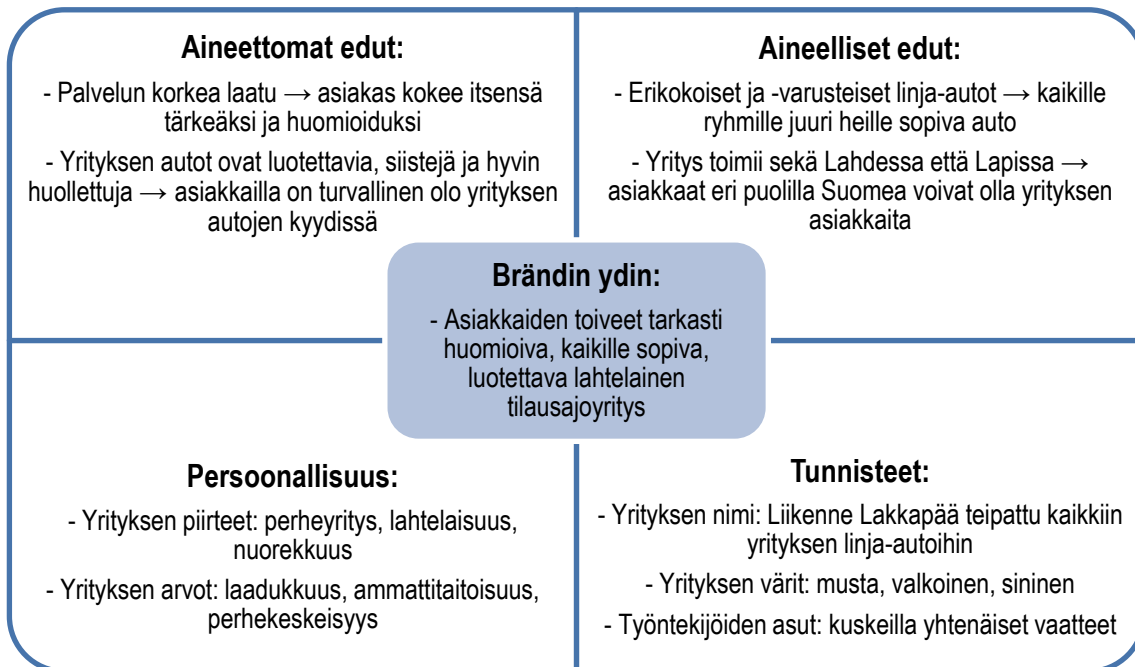 Aineettomat edut:
- Palvelun korkea laatu → asiakas kokee itsensä
tärkeäksi ja huomioiduksi
- Yrityksen autot ovat luotettavia, siistejä ja hyvin
huollettuja → asiakkailla on turvallinen olo yrityksen
autojen kyydissä
Aineelliset edut:
- Erikokoiset ja -varusteiset linja-autot → kaikille
ryhmille juuri heille sopiva auto
- Yritys toimii sekä Lahdessa että Lapissa →
asiakkaat eri puolilla Suomea voivat olla yrityksen
asiakkaita
Brändin ydin:
- Asiakkaiden toiveet tarkasti
huomioiva, kaikille sopiva,
luotettava lahtelainen
tilausajoyritys
Persoonallisuus:
- Yrityksen piirteet: perheyritys, lahtelaisuus,
nuorekkuus
- Yrityksen arvot: laadukkuus, ammattitaitoisuus,
perhekeskeisyys
Tunnisteet:
- Yrityksen nimi: Liikenne Lakkapää teipattu kaikkiin
yrityksen linja-autoihin
- Yrityksen värit: musta, valkoinen, sininen
- Työntekijöiden asut: kuskeilla yhtenäiset vaatteet